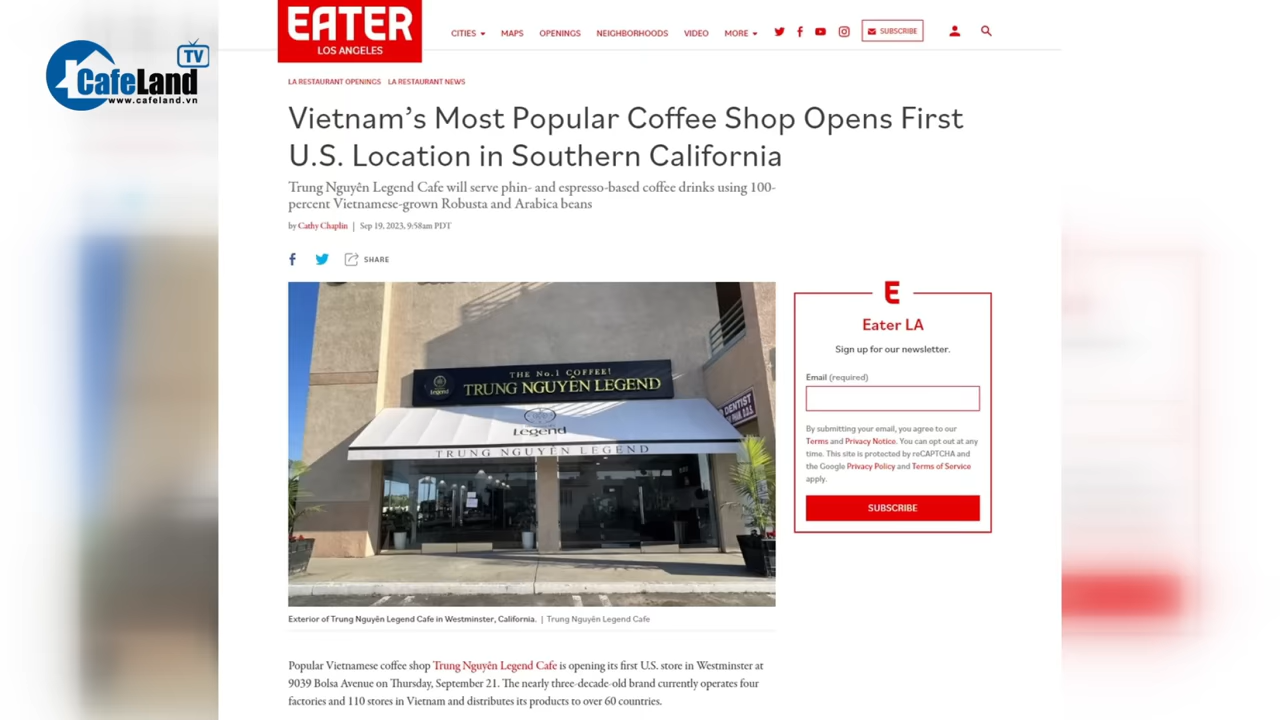 CafeLand TV
www.cafeland.vn
EATER
LOS ANGELES
CITIES MAPS OPENINGS NEIGHBORHOODS VIDEO MORE SUBSCRIBE
LA RESTAURANT OPENINGS LA RESTAURANT NEWS
Vietnam's Most Popular Coffee Shop Opens First
U.S. Location in Southern California
Trung Nguyên Legend Cafe will serve phin- and espresso-based coffee drinks using 100-
percent Vietnamese-grown Robusta and Arabica beans
by Cathy Chaplin | Sep 19, 2023, 9:58am PDT
SHARE
THE No.1 COFFEE!
Legend TRUNG NGUYÊN LEGEND
Legend
TRUNG NGUYÊN LEGEND
DENTIST
Exterior of Trung Nguyên Legend Cafe in Westminster, California. | Trung Nguyên Legend Cafe
Popular Vietnamese coffee shop Trung Nguyên Legend Cafe is opening its first U.S. store in Westminster at
9039 Bolsa Avenue on Thursday, September 21. The nearly three-decade-old brand currently operates four
factories and 110 stores in Vietnam and distributes its products to over 60 countries.
E
Eater LA
Sign up for our newsletter.
Email (required)
By submitting your email, you agree to our
Terms and Privacy Notice. You can opt out at any
time. This site is protected by reCAPTCHA and
the Google Privacy Policy and Terms of Service
apply.
SUBSCRIBE